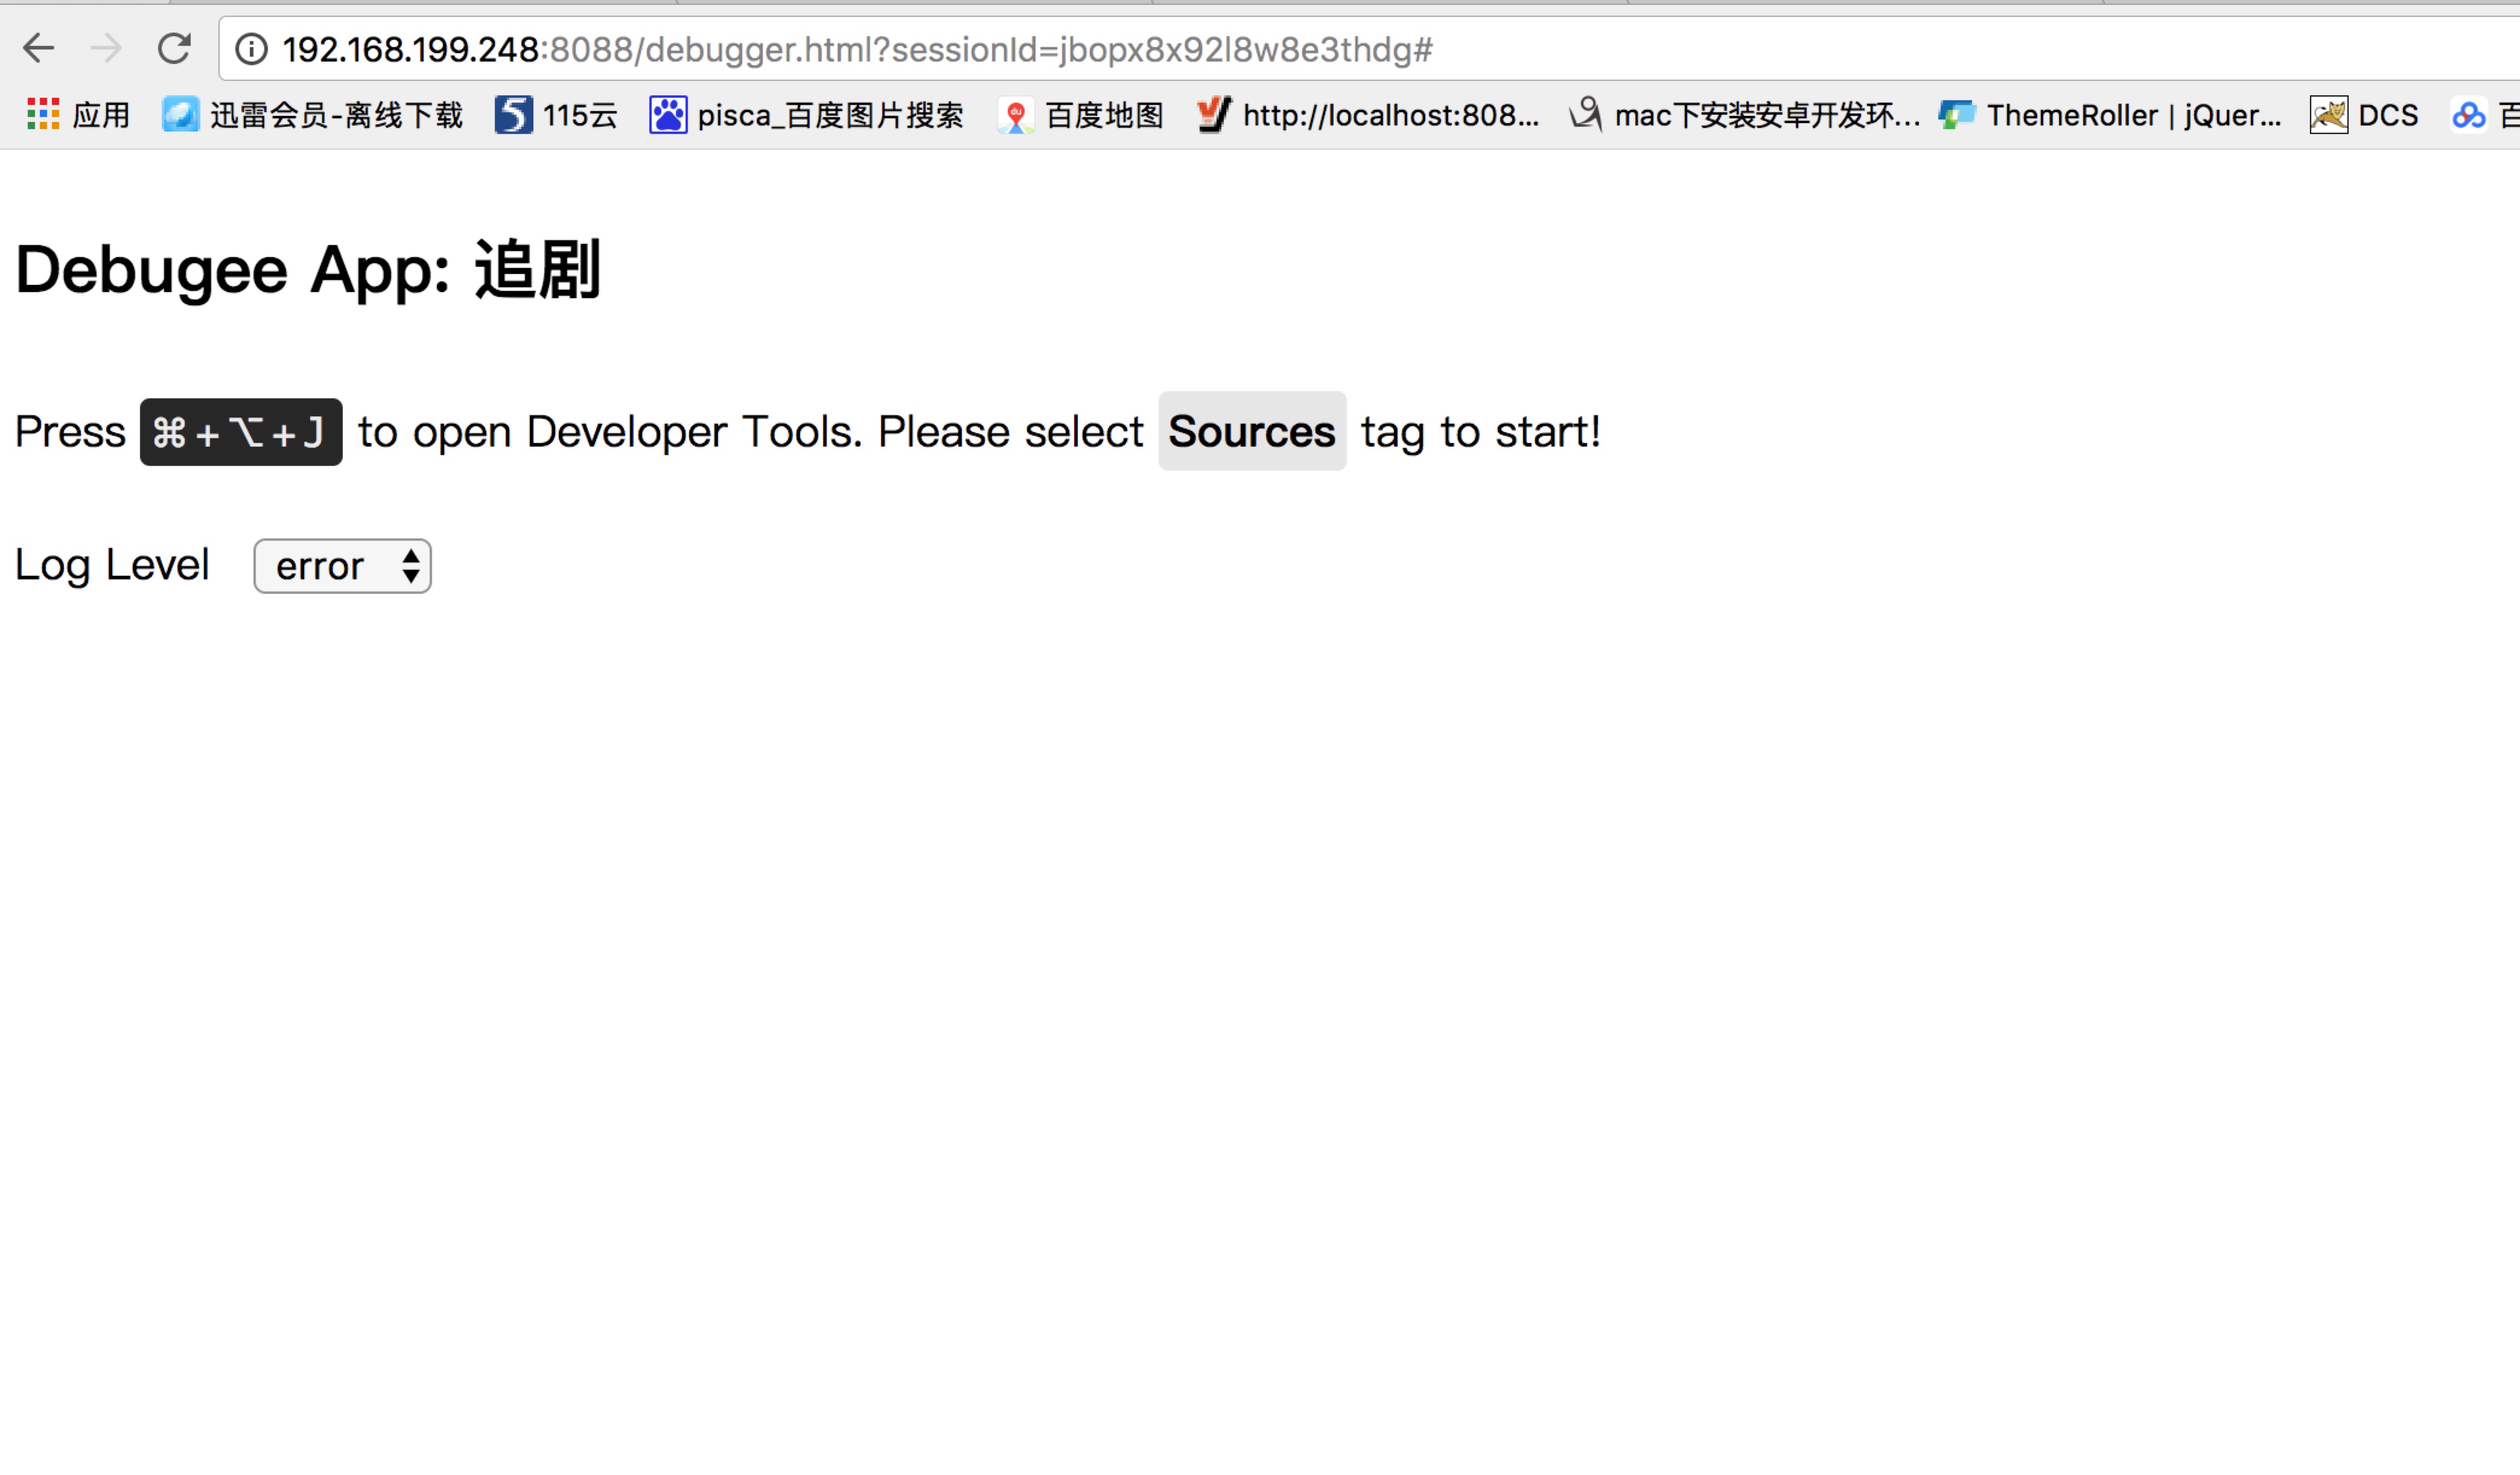 192.168.199.248:8088/debugger.html?sessionId=jbopx8x92l8w8e3thdg#
应用 迅雷会员-离线下载 115云 pisca_百度图片搜索 百度地图 http://localhost:808... mac下安装安卓开发环... ThemeRoller | jQuer... DCS 百
Debugee App: 追剧
Press ⌘+⌥+J to open Developer Tools. Please select Sources tag to start!
Log Level error